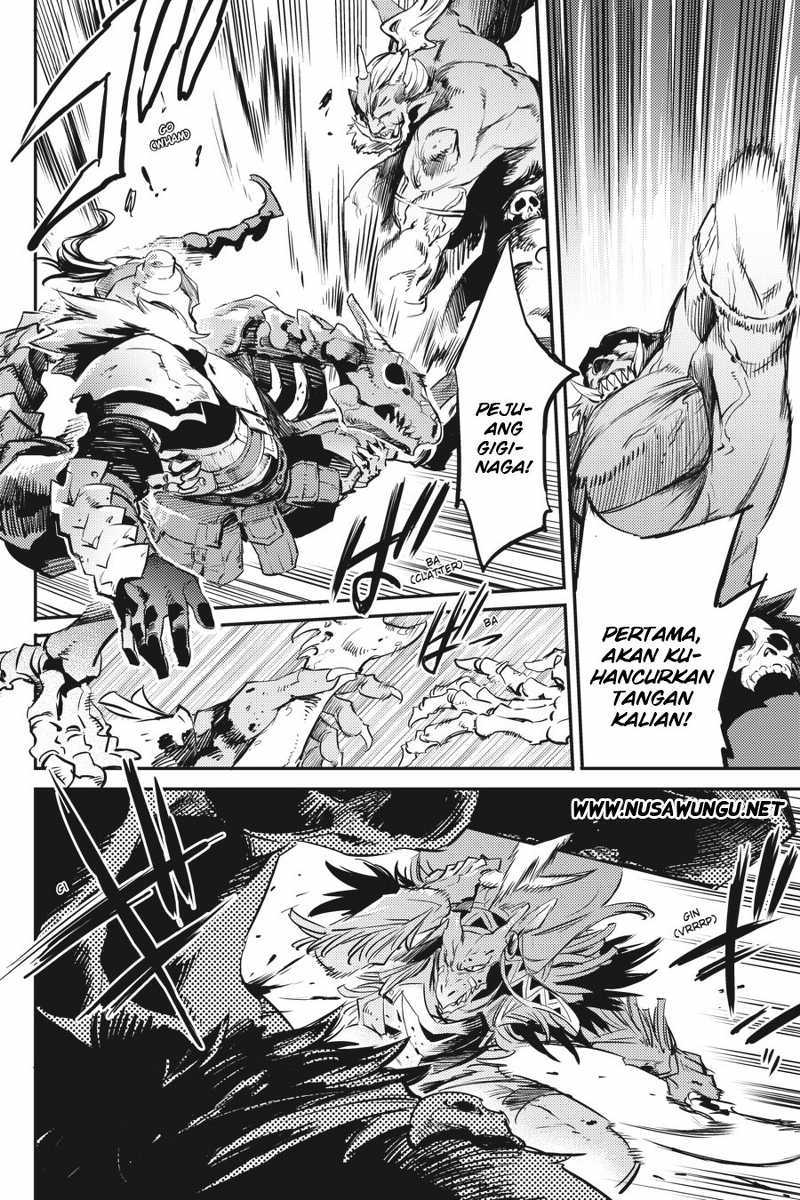 GO
(WHAM)
PEJU-
ANG
GIGI-
NAGA!
PERTAMA,
AKAN KU-
HANCURKAN
TANGAN
KALIAN!
BA
(CLATTER)
BA
WWW.NUSAWUNGU.NET
GI
GIN
(VRRRP)